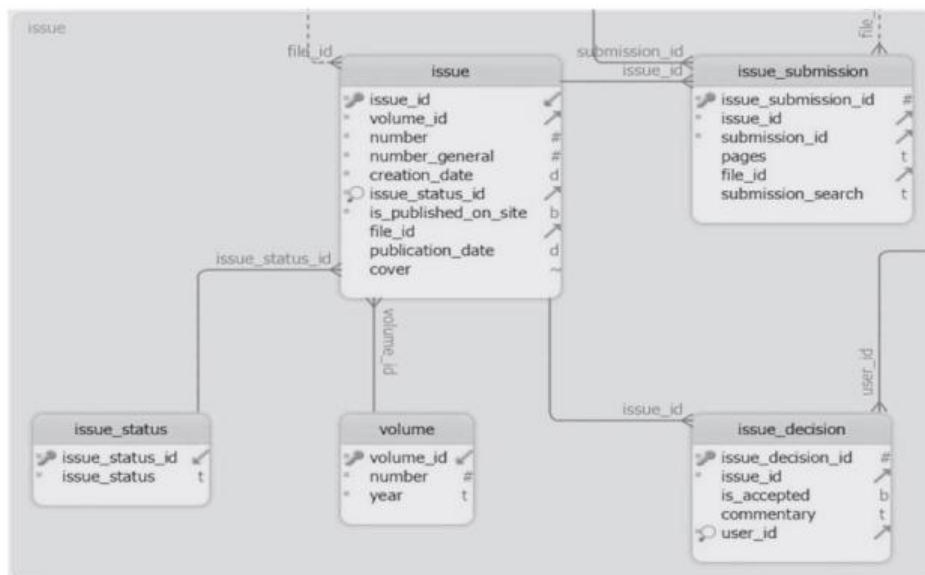 issue
file_id
submission_id
issue_id
file_i
issue
issue_id
volume_id
number #
number_general #
creation_date d
issue_status_id
is_published_on_site b
file_id
publication_date d
cover ~
issue_submission
issue_submission_id #
issue_id
submission_id
pages t
file_id
submission_search t
issue_status_id
volume_id
issue_id
user_id
issue_status
issue_status_id
issue_status t
volume
volume_id
number #
year t
issue_decision
issue_decision_id #
issue_id
is_accepted b
commentary t
user_id